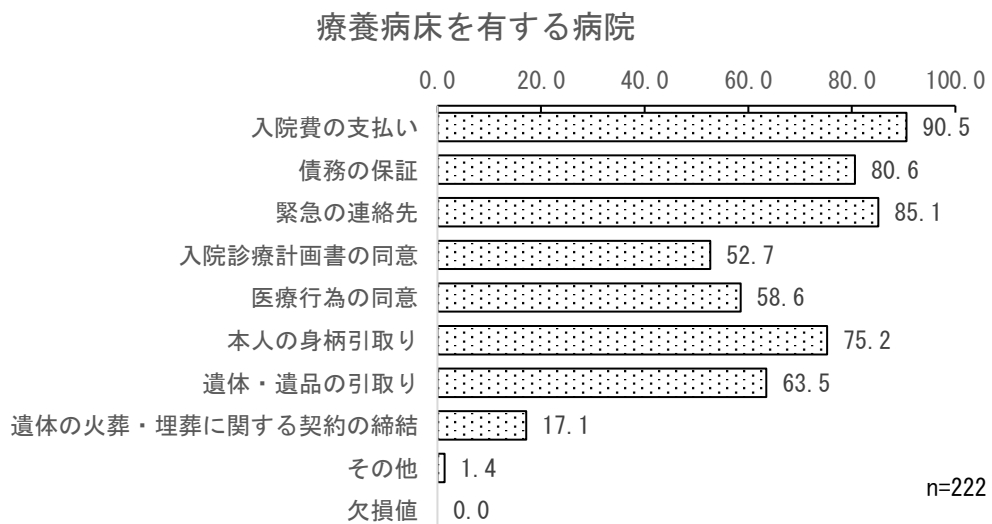 療養病床を有する病院
0.0 20.0 40.0 60.0 80.0 100.0
入院費の支払い 90.5
債務の保証 80.6
緊急の連絡先 85.1
入院診療計画書の同意 52.7
医療行為の同意 58.6
本人の身柄引取り 75.2
遺体・遺品の引取り 63.5
遺体の火葬・埋葬に関する契約の締結 17.1
その他 1.4
欠損値 0.0
n=222